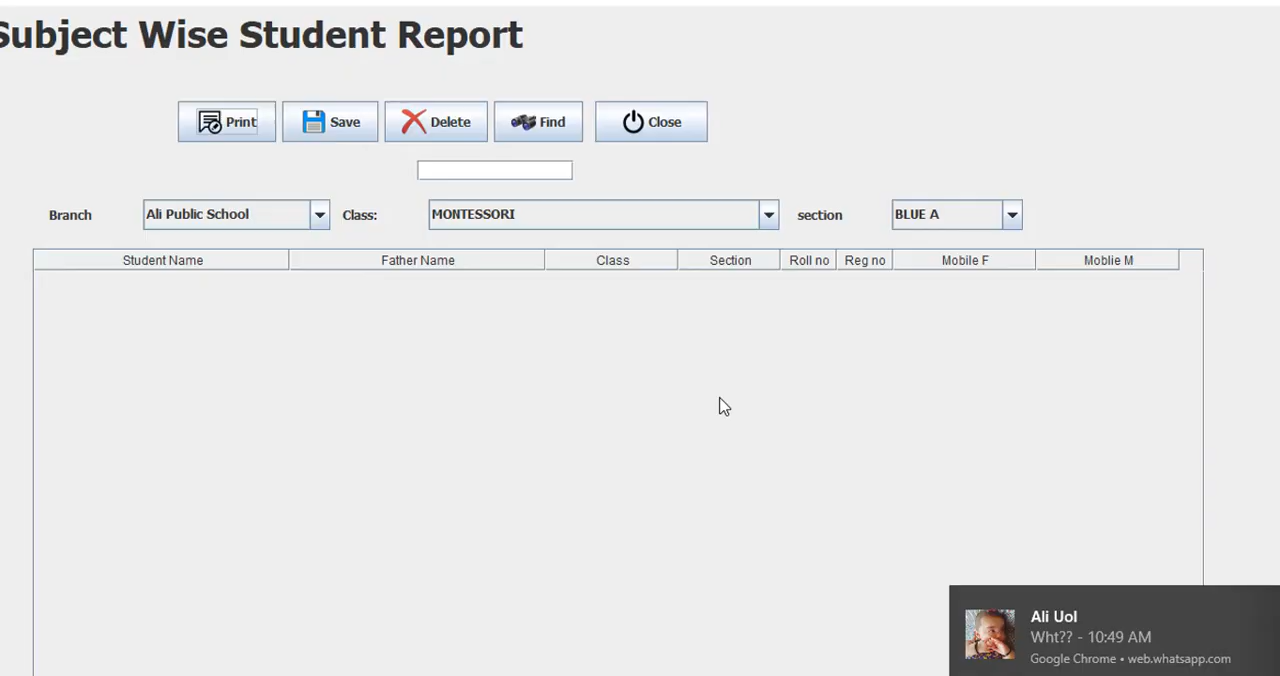 Subject Wise Student Report
Print Save Delete Find Close
Branch Ali Public School Class: MONTESSORI section BLUE A
Student Name Father Name Class Section Roll no Reg no Mobile F Moblie M
Ali Uol
Wht?? - 10:49 AM
Google Chrome • web.whatsapp.com